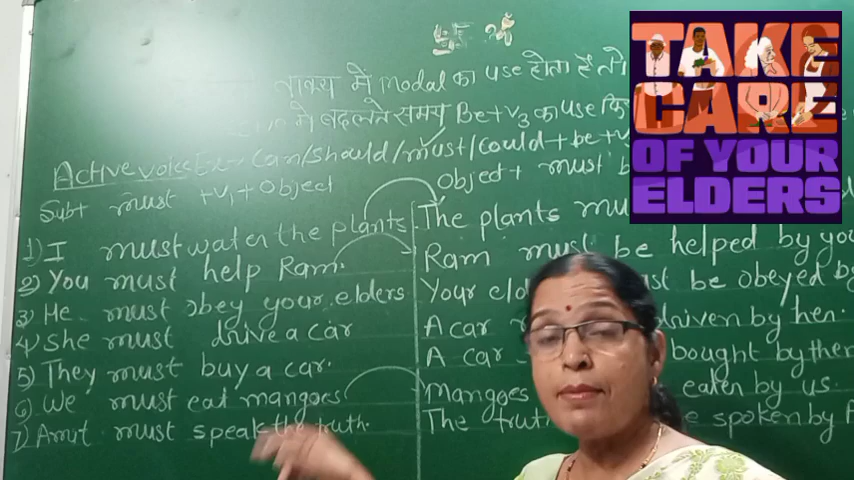 वाक्य में modal का use होता है तो
में बदलते समय Be+V3 का use
Active voice Ex- Can/should/must/could+be+V
Subt must +V1+Object
Object+ must b
1) I must water the plants.
The plants mu
2) You must help Ram.
Ram must be helped by you
3) He must obey your elders
Your eld st be obeyed by
4) She must drive a car
A car driven by her.
5) They must buy a car.
A car bought by them
6) We must eat mangoes
Mangoes eaten by us.
7) Amit must speak the truth.
The truth e spoken by A
TAKE
CARE
OF YOUR
ELDERS